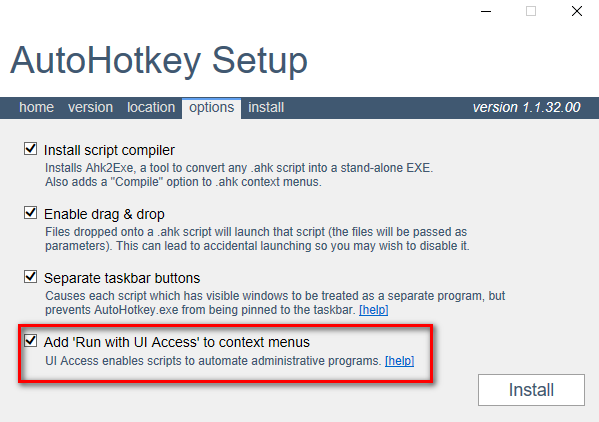 AutoHotkey Setup
home version location options install version 1.1.32.00
Install script compiler
Installs Ahk2Exe, a tool to convert any .ahk script into a stand-alone EXE.
Also adds a "Compile" option to .ahk context menus.
Enable drag & drop
Files dropped onto a .ahk script will launch that script (the files will be passed as
parameters). This can lead to accidental launching so you may wish to disable it.
Separate taskbar buttons
Causes each script which has visible windows to be treated as a separate program, but
prevents AutoHotkey.exe from being pinned to the taskbar. [help]
Add 'Run with UI Access' to context menus
UI Access enables scripts to automate administrative programs. [help]
Install